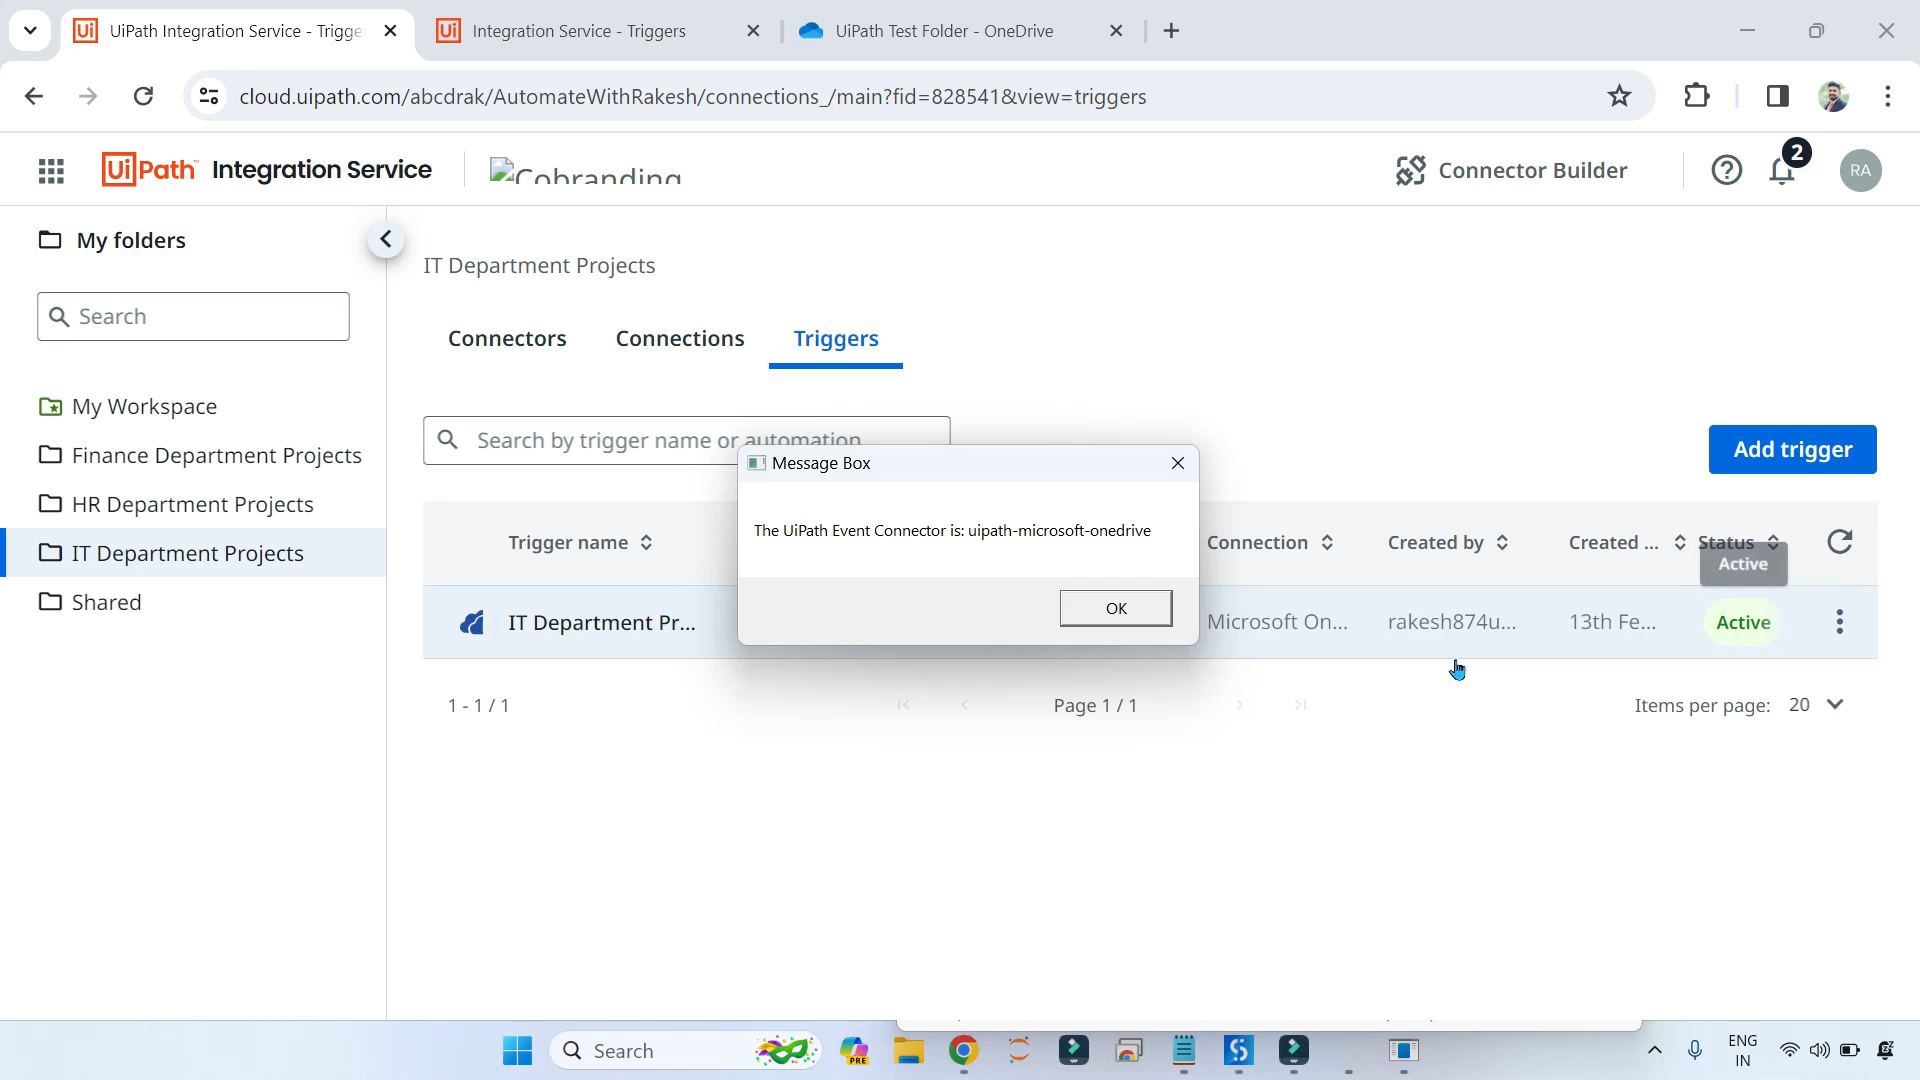 UiPath Integration Service - Trigge
Integration Service - Triggers
UiPath Test Folder - OneDrive
cloud.uipath.com/abcdrak/AutomateWithRakesh/connections_/main?fid=828541&view=triggers
UiPath Integration Service
Cobranding
Connector Builder
2
RA
My folders
Search
My Workspace
Finance Department Projects
HR Department Projects
IT Department Projects
Shared
IT Department Projects
Connectors Connections Triggers
Search by trigger name or automation
Add trigger
Message Box
The UiPath Event Connector is: uipath-microsoft-onedrive
OK
Trigger name Connection Created by Created ... Status
Active
IT Department Pr... Microsoft On... rakesh874u... 13th Fe... Active
1 - 1 / 1 Page 1 / 1 Items per page: 20
Search
PRE
ENG
IN